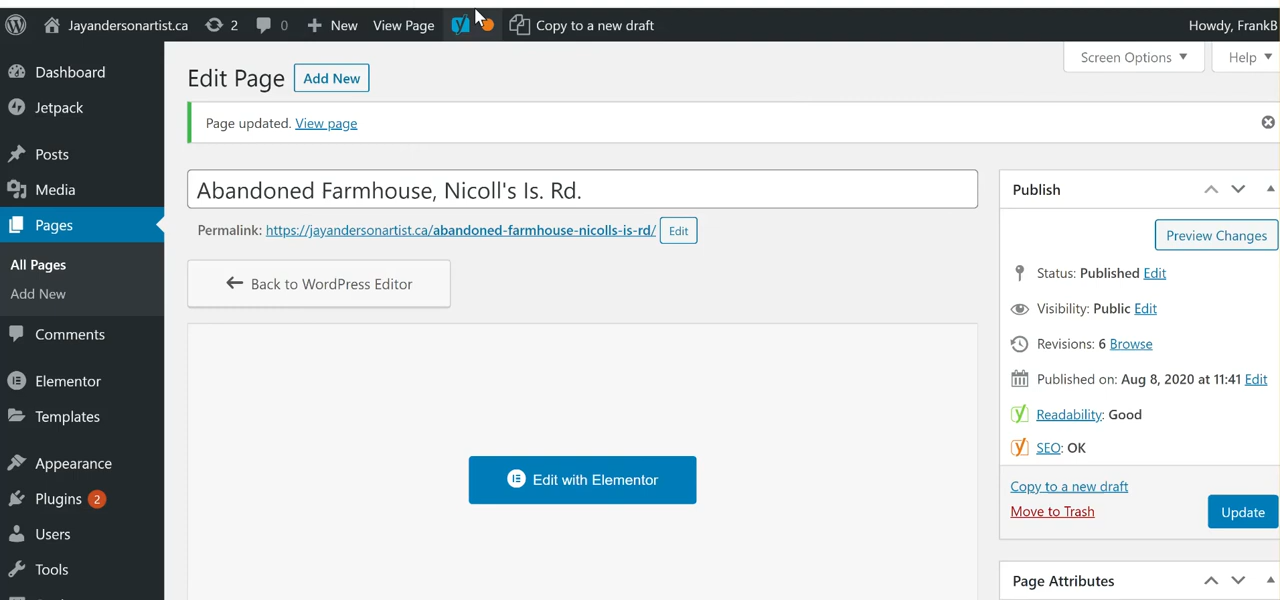 Jayandersonartist.ca 2 0 New View Page Copy to a new draft Howdy, FrankB
Screen Options Help
Dashboard
Jetpack
Posts
Media
Pages
All Pages
Add New
Comments
Elementor
Templates
Appearance
Plugins 2
Users
Tools
Edit Page Add New
Page updated. View page
Abandoned Farmhouse, Nicoll's Is. Rd.
Permalink: https://jayandersonartist.ca/abandoned-farmhouse-nicolls-is-rd/ Edit
← Back to WordPress Editor
Edit with Elementor
Publish
Preview Changes
Status: Published Edit
Visibility: Public Edit
Revisions: 6 Browse
Published on: Aug 8, 2020 at 11:41 Edit
Readability: Good
SEO: OK
Copy to a new draft
Move to Trash
Update
Page Attributes